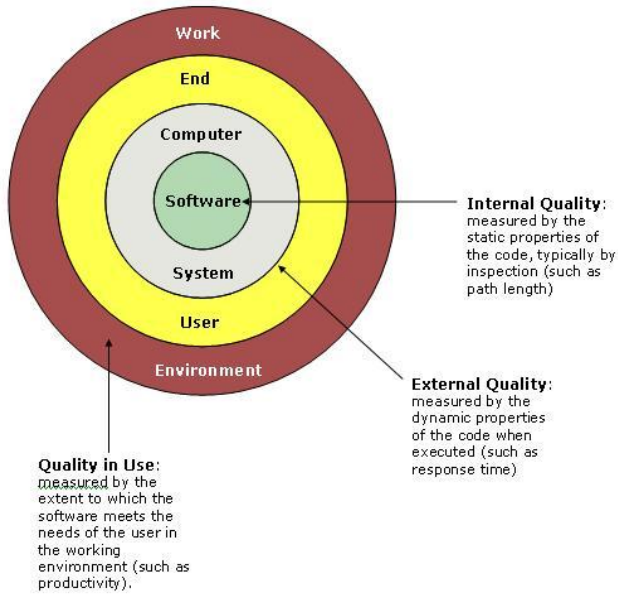 Work
End
Computer
Software
System
User
Environment
Internal Quality:
measured by the
static properties of
the code, typically by
inspection (such as
path length)
External Quality:
measured by the
dynamic properties
of the code when
executed (such as
response time)
Quality in Use:
measured by the
extent to which the
software meets the
needs of the user in
the working
environment (such as
productivity).